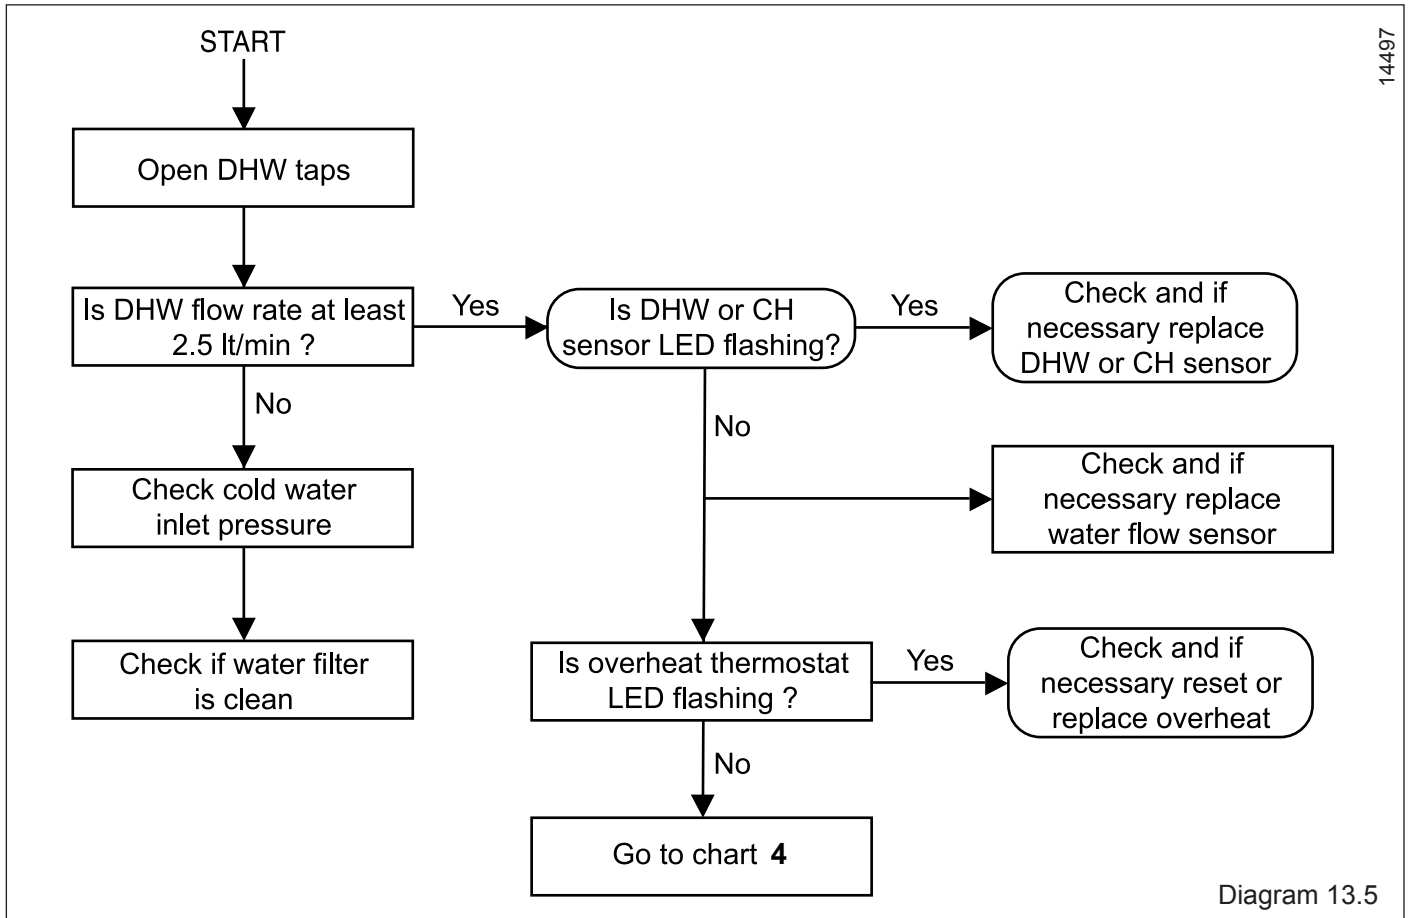 START
14497
Open DHW taps
Is DHW flow rate at least
2.5 lt/min ?
Yes
Is DHW or CH
sensor LED flashing?
Yes
Check and if
necessary replace
DHW or CH sensor
No
No
Check cold water
inlet pressure
Check and if
necessary replace
water flow sensor
Check if water filter
is clean
Is overheat thermostat
LED flashing ?
Yes
Check and if
necessary reset or
replace overheat
No
Go to chart 4
Diagram 13.5